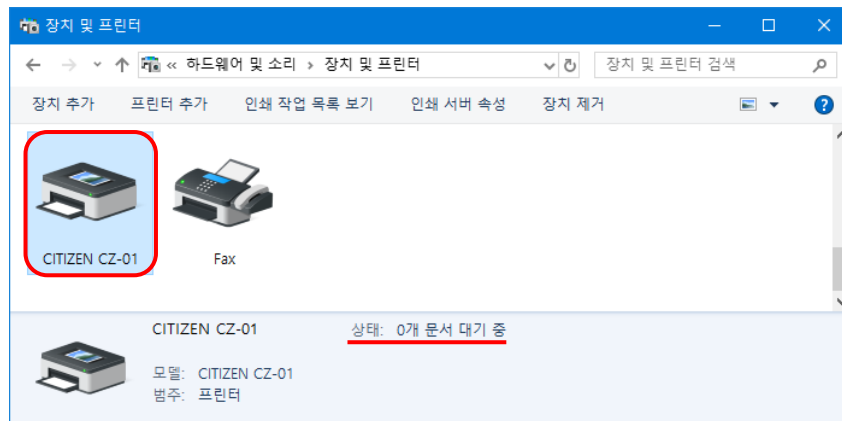 장치 및 프린터
« 하드웨어 및 소리 › 장치 및 프린터
장치 및 프린터 검색
장치 추가 프린터 추가 인쇄 작업 목록 보기 인쇄 서버 속성 장치 제거
CITIZEN CZ-01 Fax
CITIZEN CZ-01 상태: 0개 문서 대기 중
모델: CITIZEN CZ-01
범주: 프린터